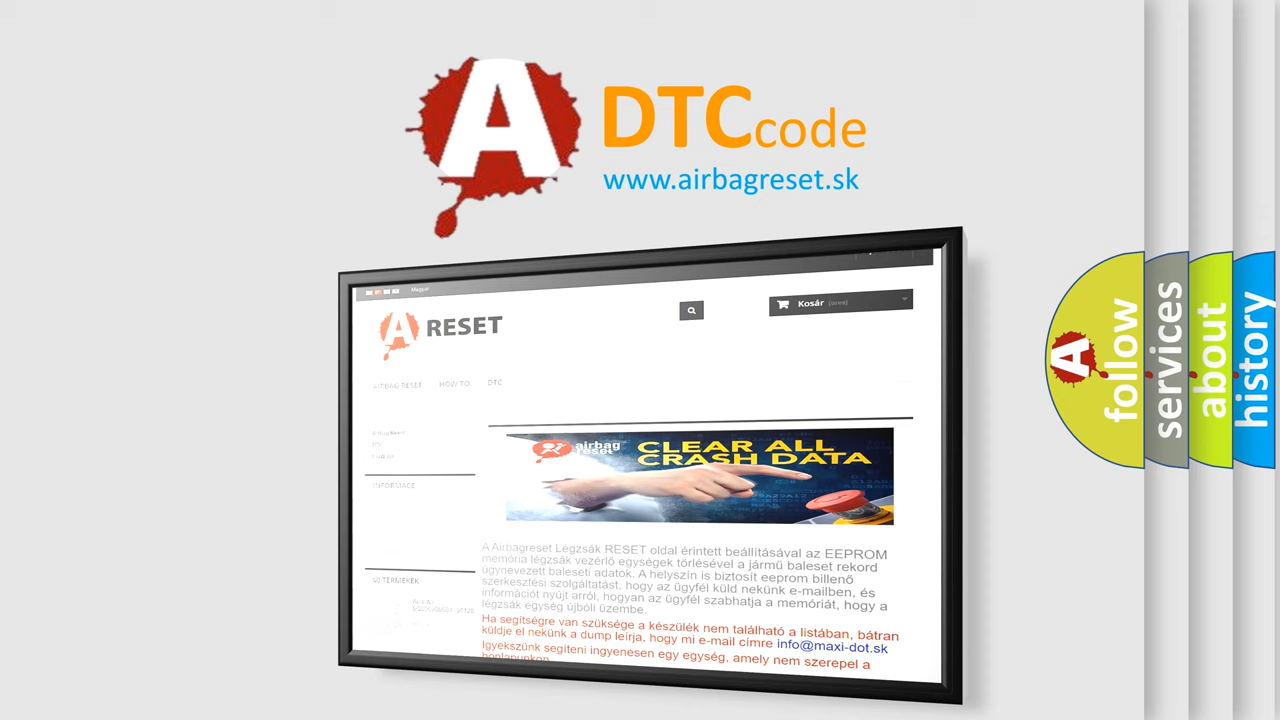 A DTC code
www.airbagreset.sk
Magyar
Kosár (üres)
A RESET
AIRBAG RESET HOW TO DTC
INFORMACE
ÚJ TERMÉKEK
airbag
reset
CLEAR ALL
CRASH DATA
A Airbagreset Légzsák RESET oldal érintett beállításával az EEPROM
memória légzsák vezérlő egységek törlésével a jármű baleset rekord
úgynevezett baleseti adatok. A helyszín is biztosít eeprom billenő
szerkesztési szolgáltatást, hogy az ügyfél küld nekünk e-mailben, és
információt nyújt arról, hogyan az ügyfél szabhatja a memóriát, hogy a
légzsák egység újbóli üzembe.
Ha segítségre van szüksége a készülék nem található a listában, bátran
küldje el nekünk a dump leírja, hogy mi e-mail címre info@maxi-dot.sk
Igyekszünk segíteni ingyenesen egy egység, amely nem szerepel a
honlapunkon
A follow
services
about
history